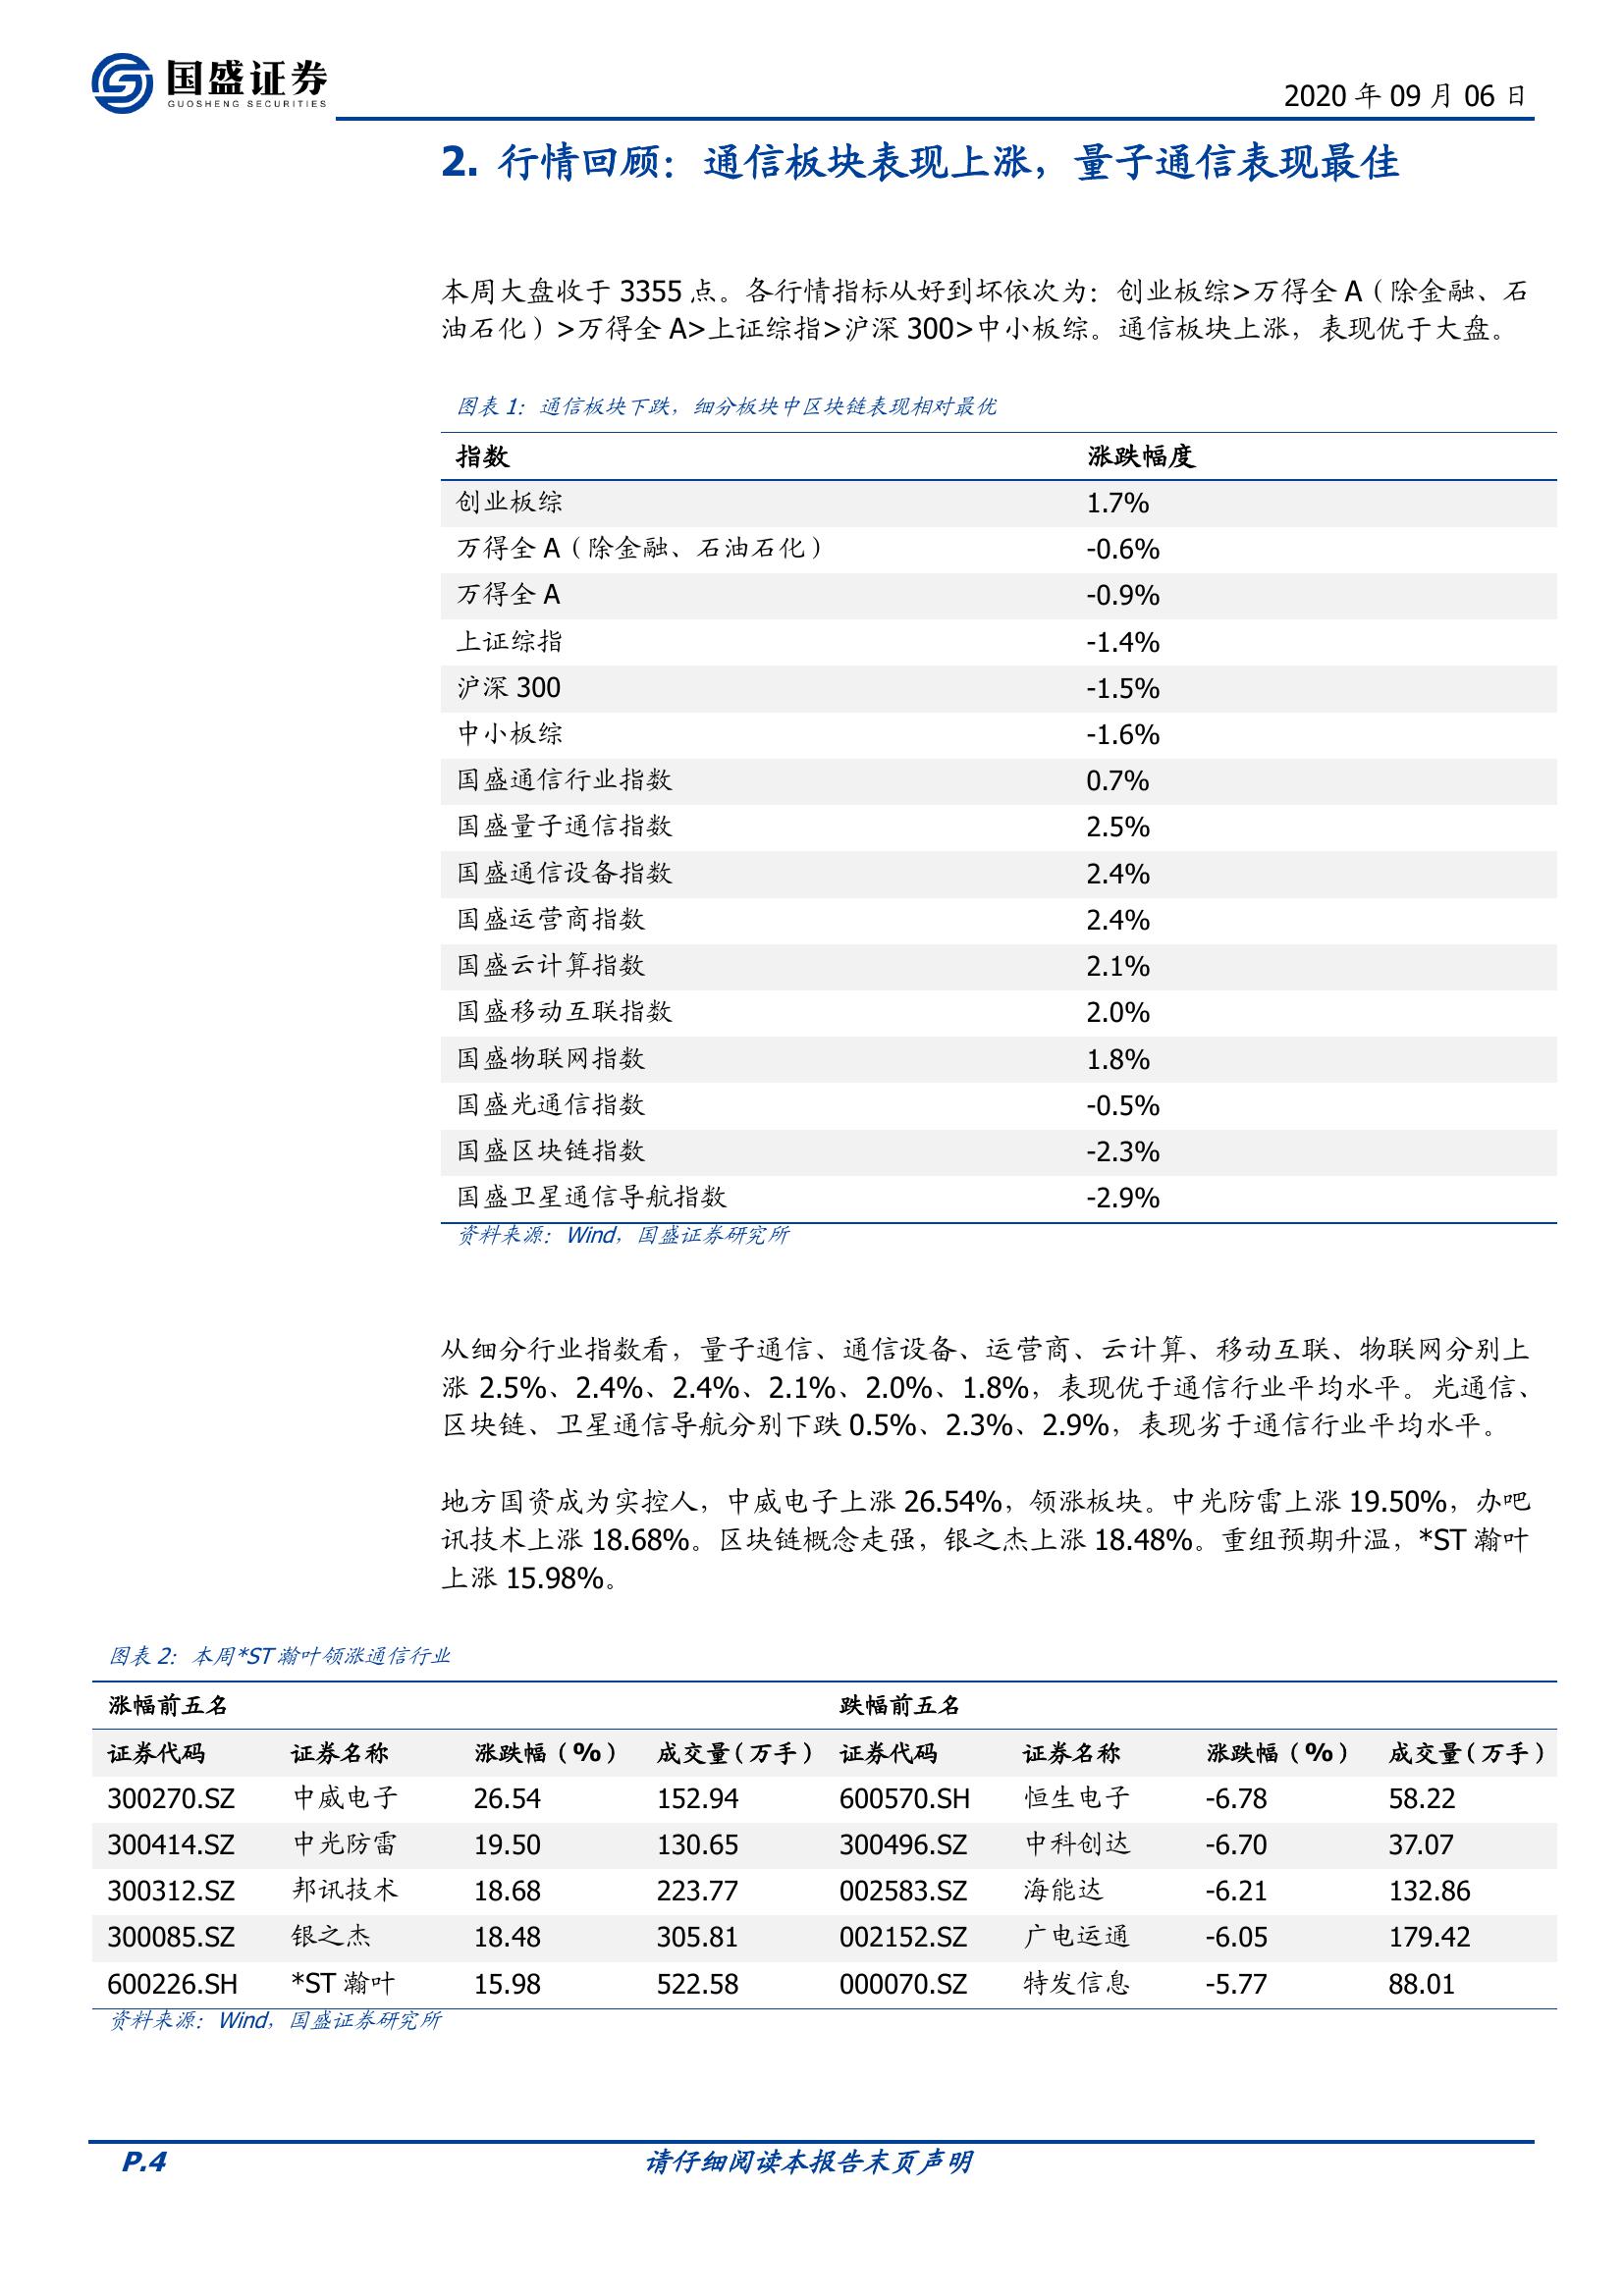 国盛证券
GUOSHENG SECURITIES
2020 年 09 月 06 日
2. 行情回顾：通信板块表现上涨，量子通信表现最佳
本周大盘收于 3355 点。各行情指标从好到坏依次为：创业板综>万得全 A（除金融、石
油石化）>万得全 A>上证综指>沪深 300>中小板综。通信板块上涨，表现优于大盘。
图表 1：通信板块下跌，细分板块中区块链表现相对最优
指数 涨跌幅度
创业板综 1.7%
万得全 A（除金融、石油石化） -0.6%
万得全 A -0.9%
上证综指 -1.4%
沪深 300 -1.5%
中小板综 -1.6%
国盛通信行业指数 0.7%
国盛量子通信指数 2.5%
国盛通信设备指数 2.4%
国盛运营商指数 2.4%
国盛云计算指数 2.1%
国盛移动互联指数 2.0%
国盛物联网指数 1.8%
国盛光通信指数 -0.5%
国盛区块链指数 -2.3%
国盛卫星通信导航指数 -2.9%
资料来源：Wind，国盛证券研究所
从细分行业指数看，量子通信、通信设备、运营商、云计算、移动互联、物联网分别上
涨 2.5%、2.4%、2.4%、2.1%、2.0%、1.8%，表现优于通信行业平均水平。光通信、
区块链、卫星通信导航分别下跌 0.5%、2.3%、2.9%，表现劣于通信行业平均水平。
地方国资成为实控人，中威电子上涨 26.54%，领涨板块。中光防雷上涨 19.50%，办吧
讯技术上涨 18.68%。区块链概念走强，银之杰上涨 18.48%。重组预期升温，*ST 瀚叶
上涨 15.98%。
图表 2：本周*ST 瀚叶领涨通信行业
涨幅前五名 跌幅前五名
证券代码 证券名称 涨跌幅（%） 成交量（万手） 证券代码 证券名称 涨跌幅（%） 成交量（万手）
300270.SZ 中威电子 26.54 152.94 600570.SH 恒生电子 -6.78 58.22
300414.SZ 中光防雷 19.50 130.65 300496.SZ 中科创达 -6.70 37.07
300312.SZ 邦讯技术 18.68 223.77 002583.SZ 海能达 -6.21 132.86
300085.SZ 银之杰 18.48 305.81 002152.SZ 广电运通 -6.05 179.42
600226.SH *ST 瀚叶 15.98 522.58 000070.SZ 特发信息 -5.77 88.01
资料来源：Wind，国盛证券研究所
P.4 请仔细阅读本报告末页声明